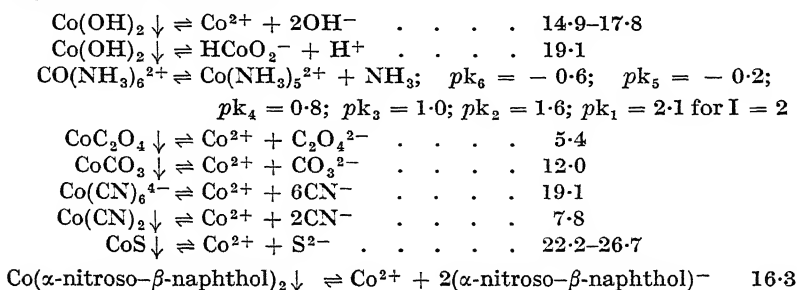 Co(OH)₂ ↓ ⇌ Co²⁺ + 2OH⁻ . . . . 14·9–17·8
Co(OH)₂ ↓ ⇌ HCoO₂⁻ + H⁺ . . . . 19.1
CO(NH₃)₆²⁺ ⇌ Co(NH₃)₅²⁺ + NH₃; pk₆ = − 0·6; pk₅ = − 0·2;
pk₄ = 0·8; pk₃ = 1·0; pk₂ = 1·6; pk₁ = 2·1 for I = 2
CoC₂O₄ ↓ ⇌ Co²⁺ + C₂O₄²⁻ . . . . 5·4
CoCO₃ ↓ ⇌ Co²⁺ + CO₃²⁻ . . . . 12·0
Co(CN)₆⁴⁻ ⇌ Co²⁺ + 6CN⁻ . . . . 19·1
Co(CN)₂ ↓ ⇌ Co²⁺ + 2CN⁻ . . . . 7·8
CoS ↓ ⇌ Co²⁺ + S²⁻ . . . . . 22·2–26·7
Co(α-nitroso–β-naphthol)₂ ↓ ⇌ Co²⁺ + 2(α-nitroso–β-naphthol)⁻ 16·3